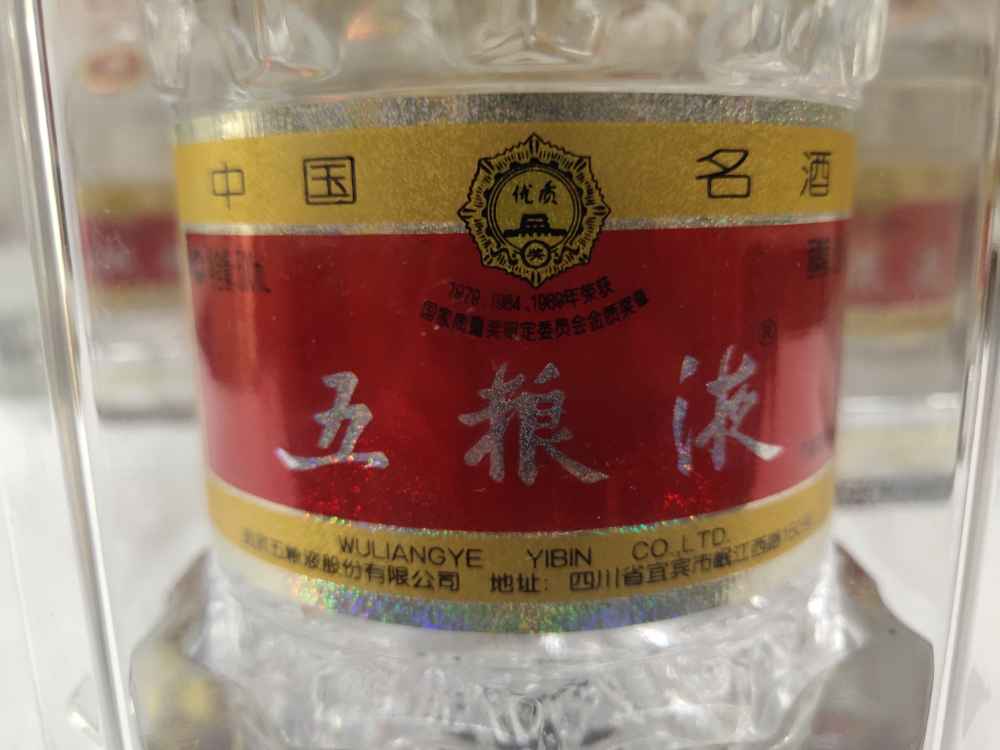 中国 名酒
优质
奖
1979、1984、1989年荣获
国家质量奖审定委员会金质奖章
五粮液
WULIANGYE YIBIN CO.,LTD.
五粮液股份有限公司 地址：四川省宜宾市岷江西路150号